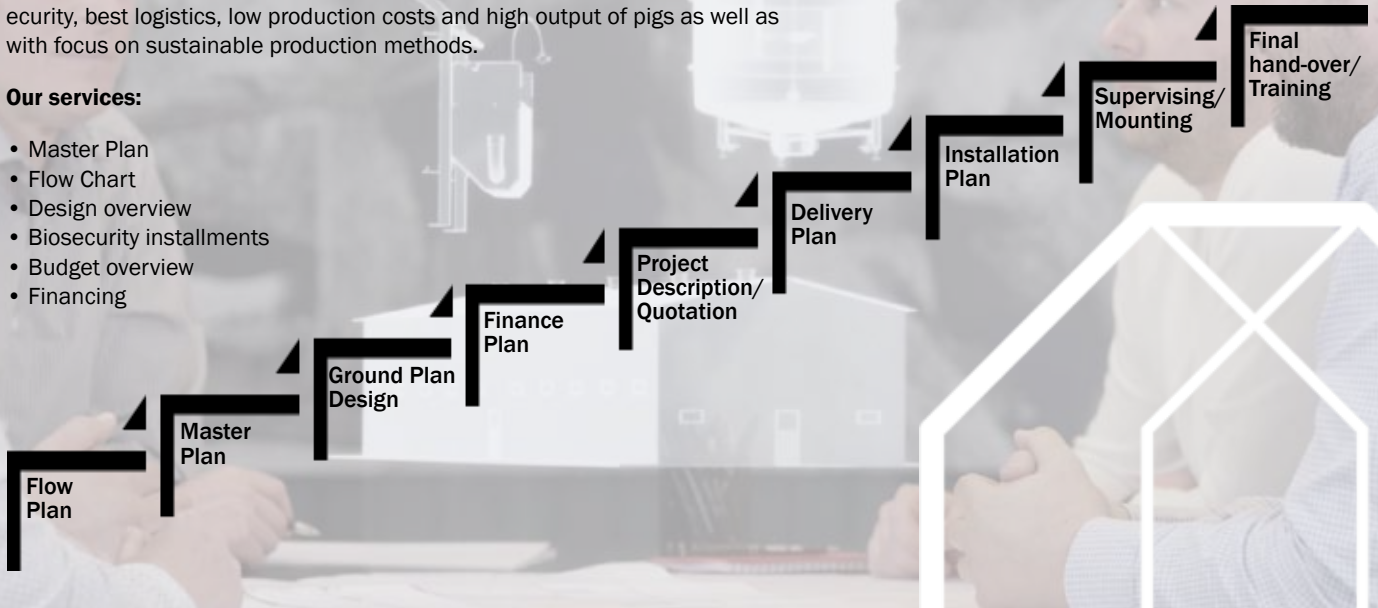 ecurity, best logistics, low production costs and high output of pigs as well as
with focus on sustainable production methods.
Our services:
• Master Plan
• Flow Chart
• Design overview
• Biosecurity installments
• Budget overview
• Financing
Flow
Plan
Master
Plan
Ground Plan
Design
Finance
Plan
Project
Description/
Quotation
Delivery
Plan
Installation
Plan
Supervising/
Mounting
Final
hand-over/
Training